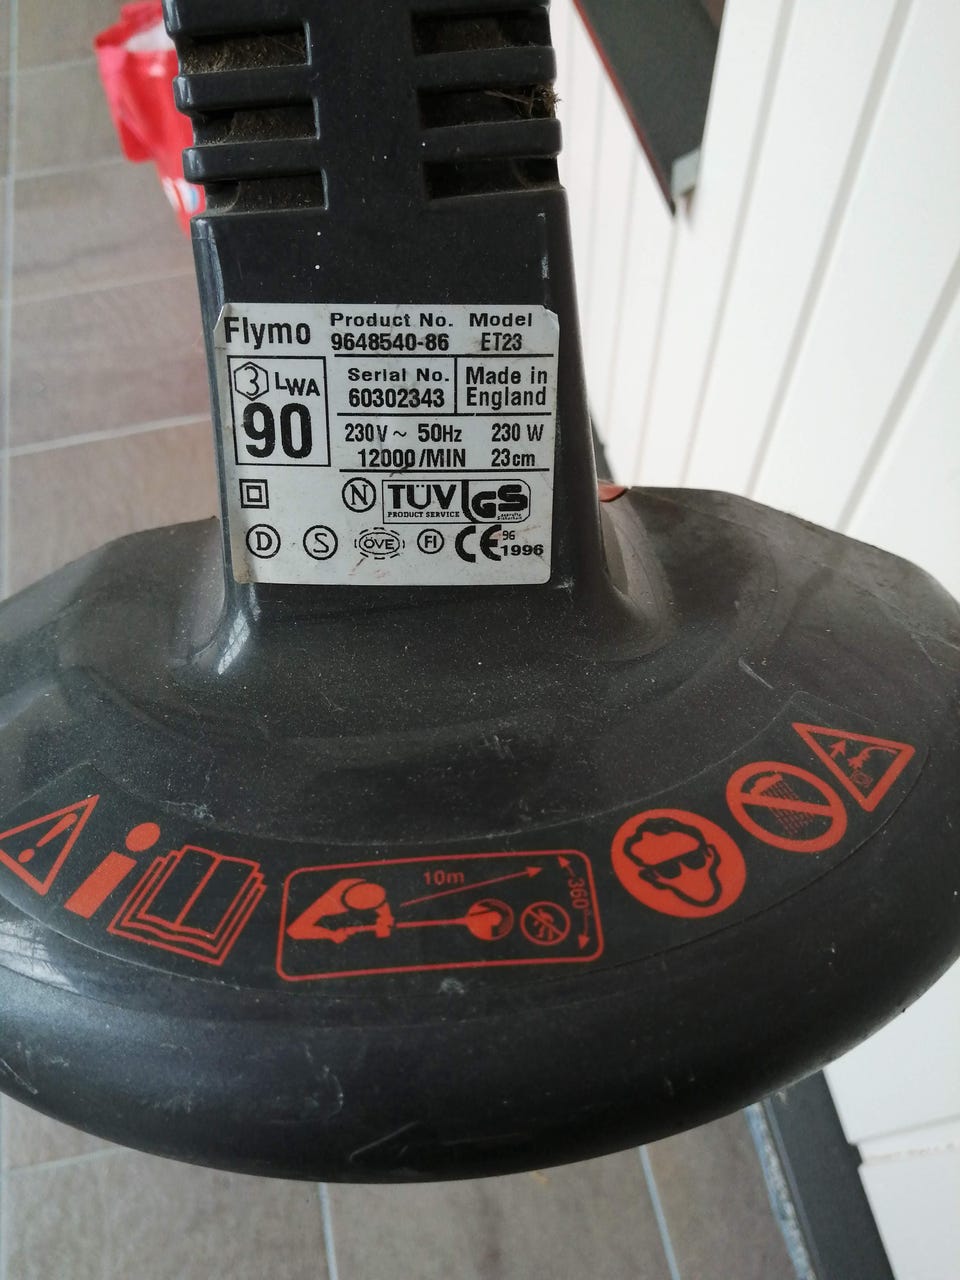 Flymo
Product No. Model
9648540-86 ET23
3 LWA
90
Serial No.
60302343
Made in
England
230V ~ 50Hz 230 W
12000/MIN 23cm
N TÜV GS
PRODUCT SERVICE
D S ÖVE FI CE 96
1996
10m
360°